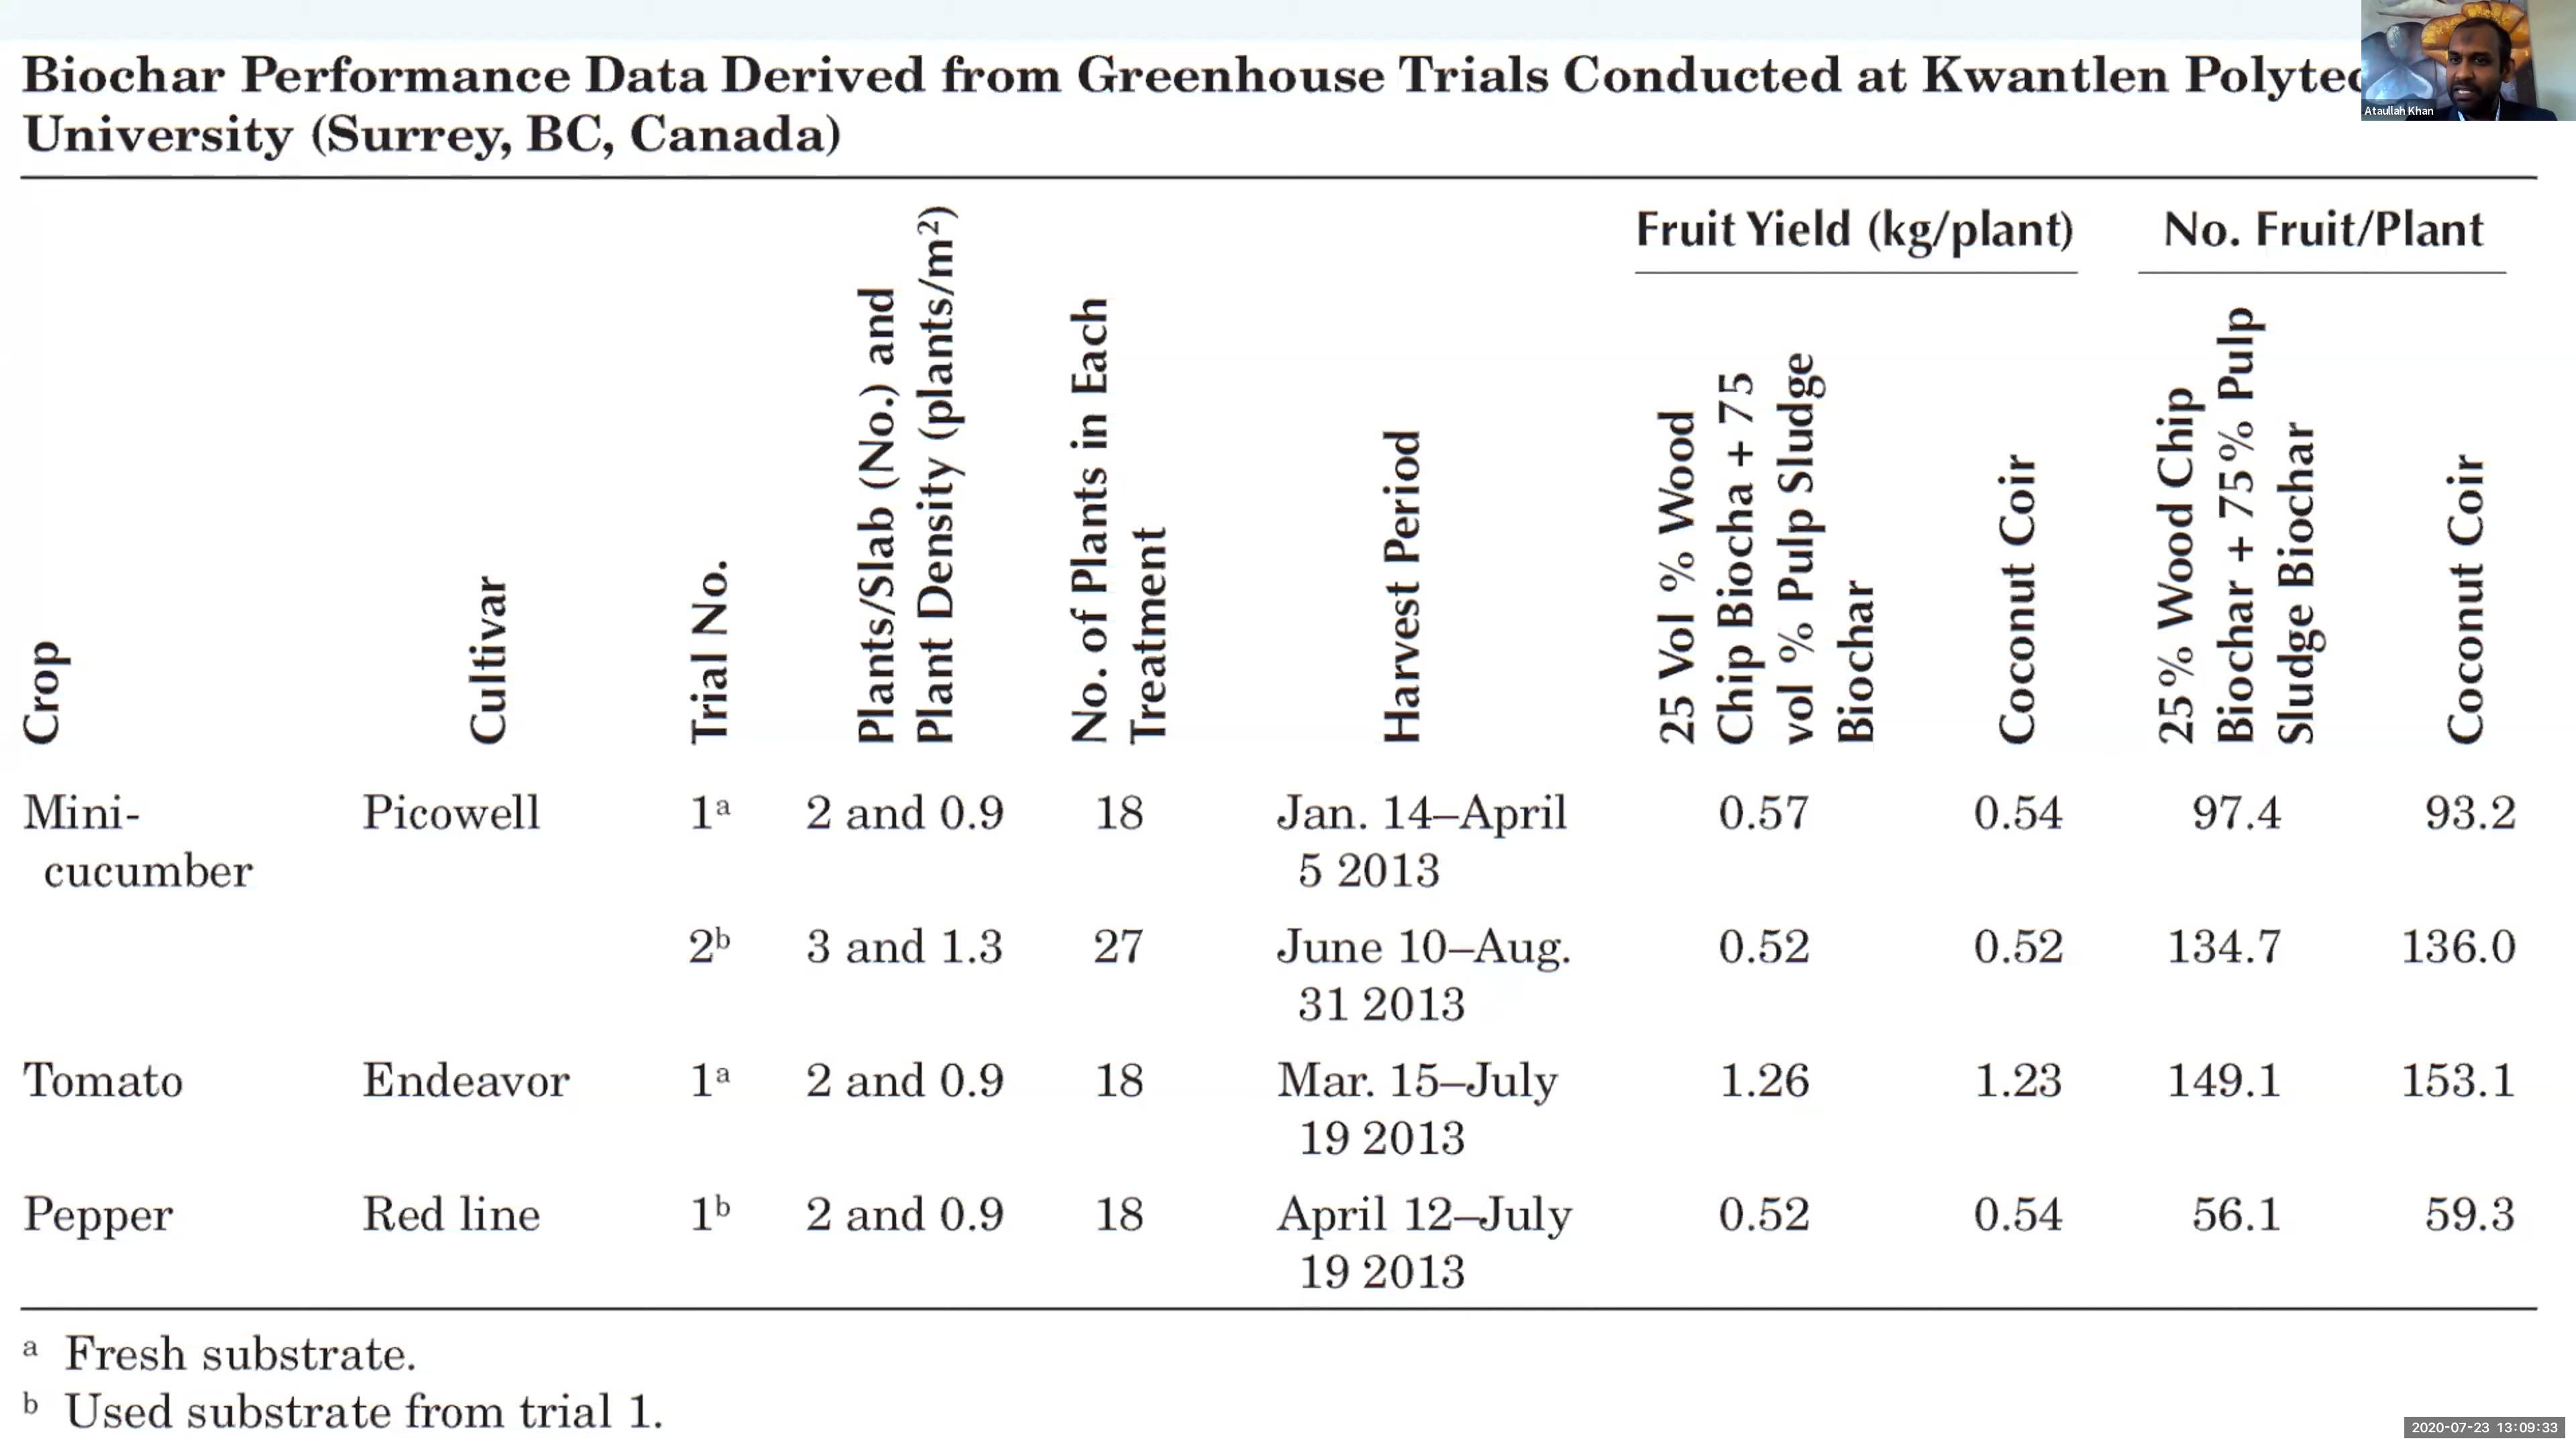 Biochar Performance Data Derived from Greenhouse Trials Conducted at Kwantlen
University (Surrey, BC, Canada)
Ataullah Khan
Fruit Yield (kg/plant)
No. Fruit/Plant
Crop
Cultivar
Trial No.
Plants/Slab (No.) and
Plant Density (plants/m²)
No. of Plants in Each
Treatment
Harvest Period
25 Vol % Wood
Chip Biocha + 75
vol % Pulp Sludge
Biochar
Coconut Coir
25% Wood Chip
Biochar + 75% Pulp
Sludge Biochar
Coconut Coir
Mini- Picowell 1ᵃ 2 and 0.9 18 Jan. 14–April 0.57 0.54 97.4 93.2
cucumber 5 2013
2ᵇ 3 and 1.3 27 June 10–Aug. 0.52 0.52 134.7 136.0
31 2013
Tomato Endeavor 1ᵃ 2 and 0.9 18 Mar. 15–July 1.26 1.23 149.1 153.1
19 2013
Pepper Red line 1ᵇ 2 and 0.9 18 April 12–July 0.52 0.54 56.1 59.3
19 2013
ᵃ Fresh substrate.
ᵇ Used substrate from trial 1.
2020-07-23 13:09:33